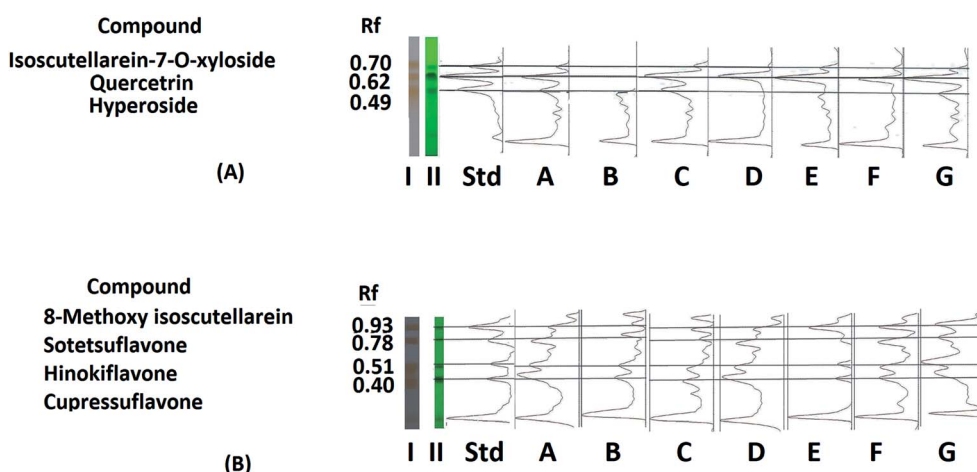 Compound Rf
Isoscutellarein-7-O-xyloside 0.70
Quercetrin 0.62
Hyperoside 0.49
(A)
I II Std A B C D E F G
Compound Rf
8-Methoxy isoscutellarein 0.93
Sotetsuflavone 0.78
Hinokiflavone 0.51
Cupressuflavone 0.40
I II Std A B C D E F G
(B)